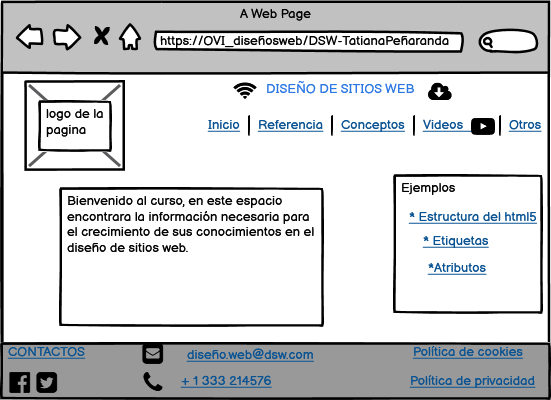 A Web Page
https://OVI_diseñosweb/DSW-TatianaPeñaranda
DISEÑO DE SITIOS WEB
logo de la
pagina
Inicio
Referencia
Conceptos
Videos
Otros
Bienvenido al curso, en este espacio
encontrara la información necesaria para
el crecimiento de sus conocimientos en el
diseño de sitios web.
Ejemplos
* Estructura del html5
* Etiquetas
*Atributos
CONTACTOS
diseño.web@dsw.com
+ 1 333 214576
Política de cookies
Política de privacidad